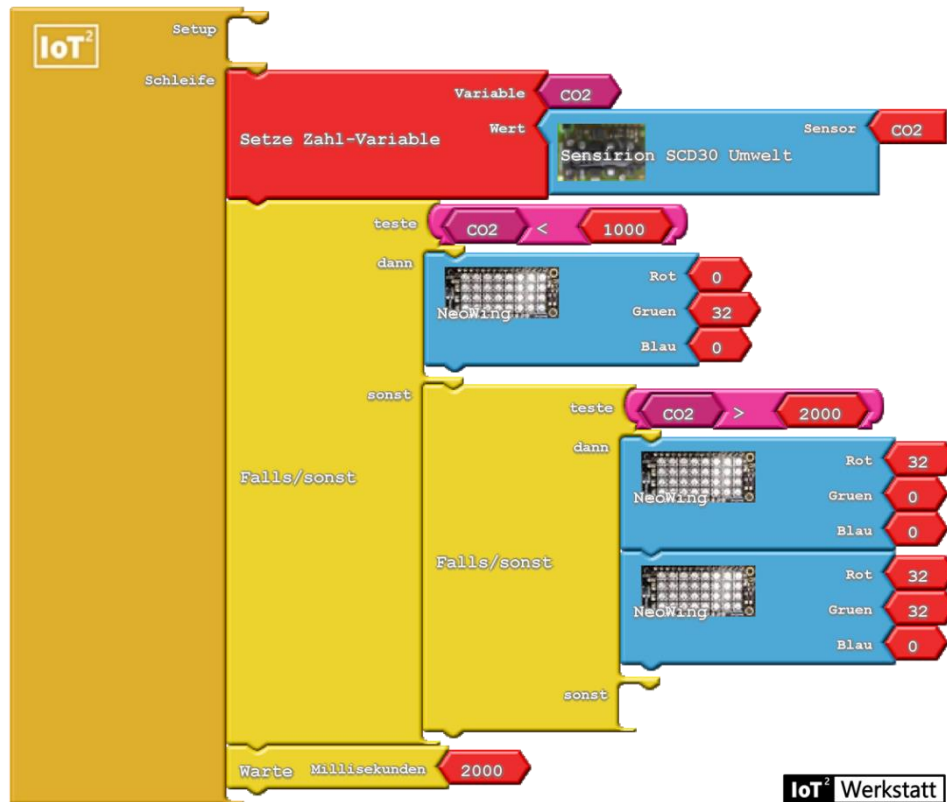 IoT²
Setup
Schleife
Variable CO2
Setze Zahl-Variable
Wert
Sensirion SCD30 Umwelt
Sensor CO2
teste CO2 < 1000
dann
NeoWing
Rot 0
Gruen 32
Blau 0
sonst
Falls/sonst
teste CO2 > 2000
dann
NeoWing
Rot 32
Gruen 0
Blau 0
Falls/sonst
NeoWing
Rot 32
Gruen 32
Blau 0
sonst
Warte Millisekunden 2000
IoT² Werkstatt